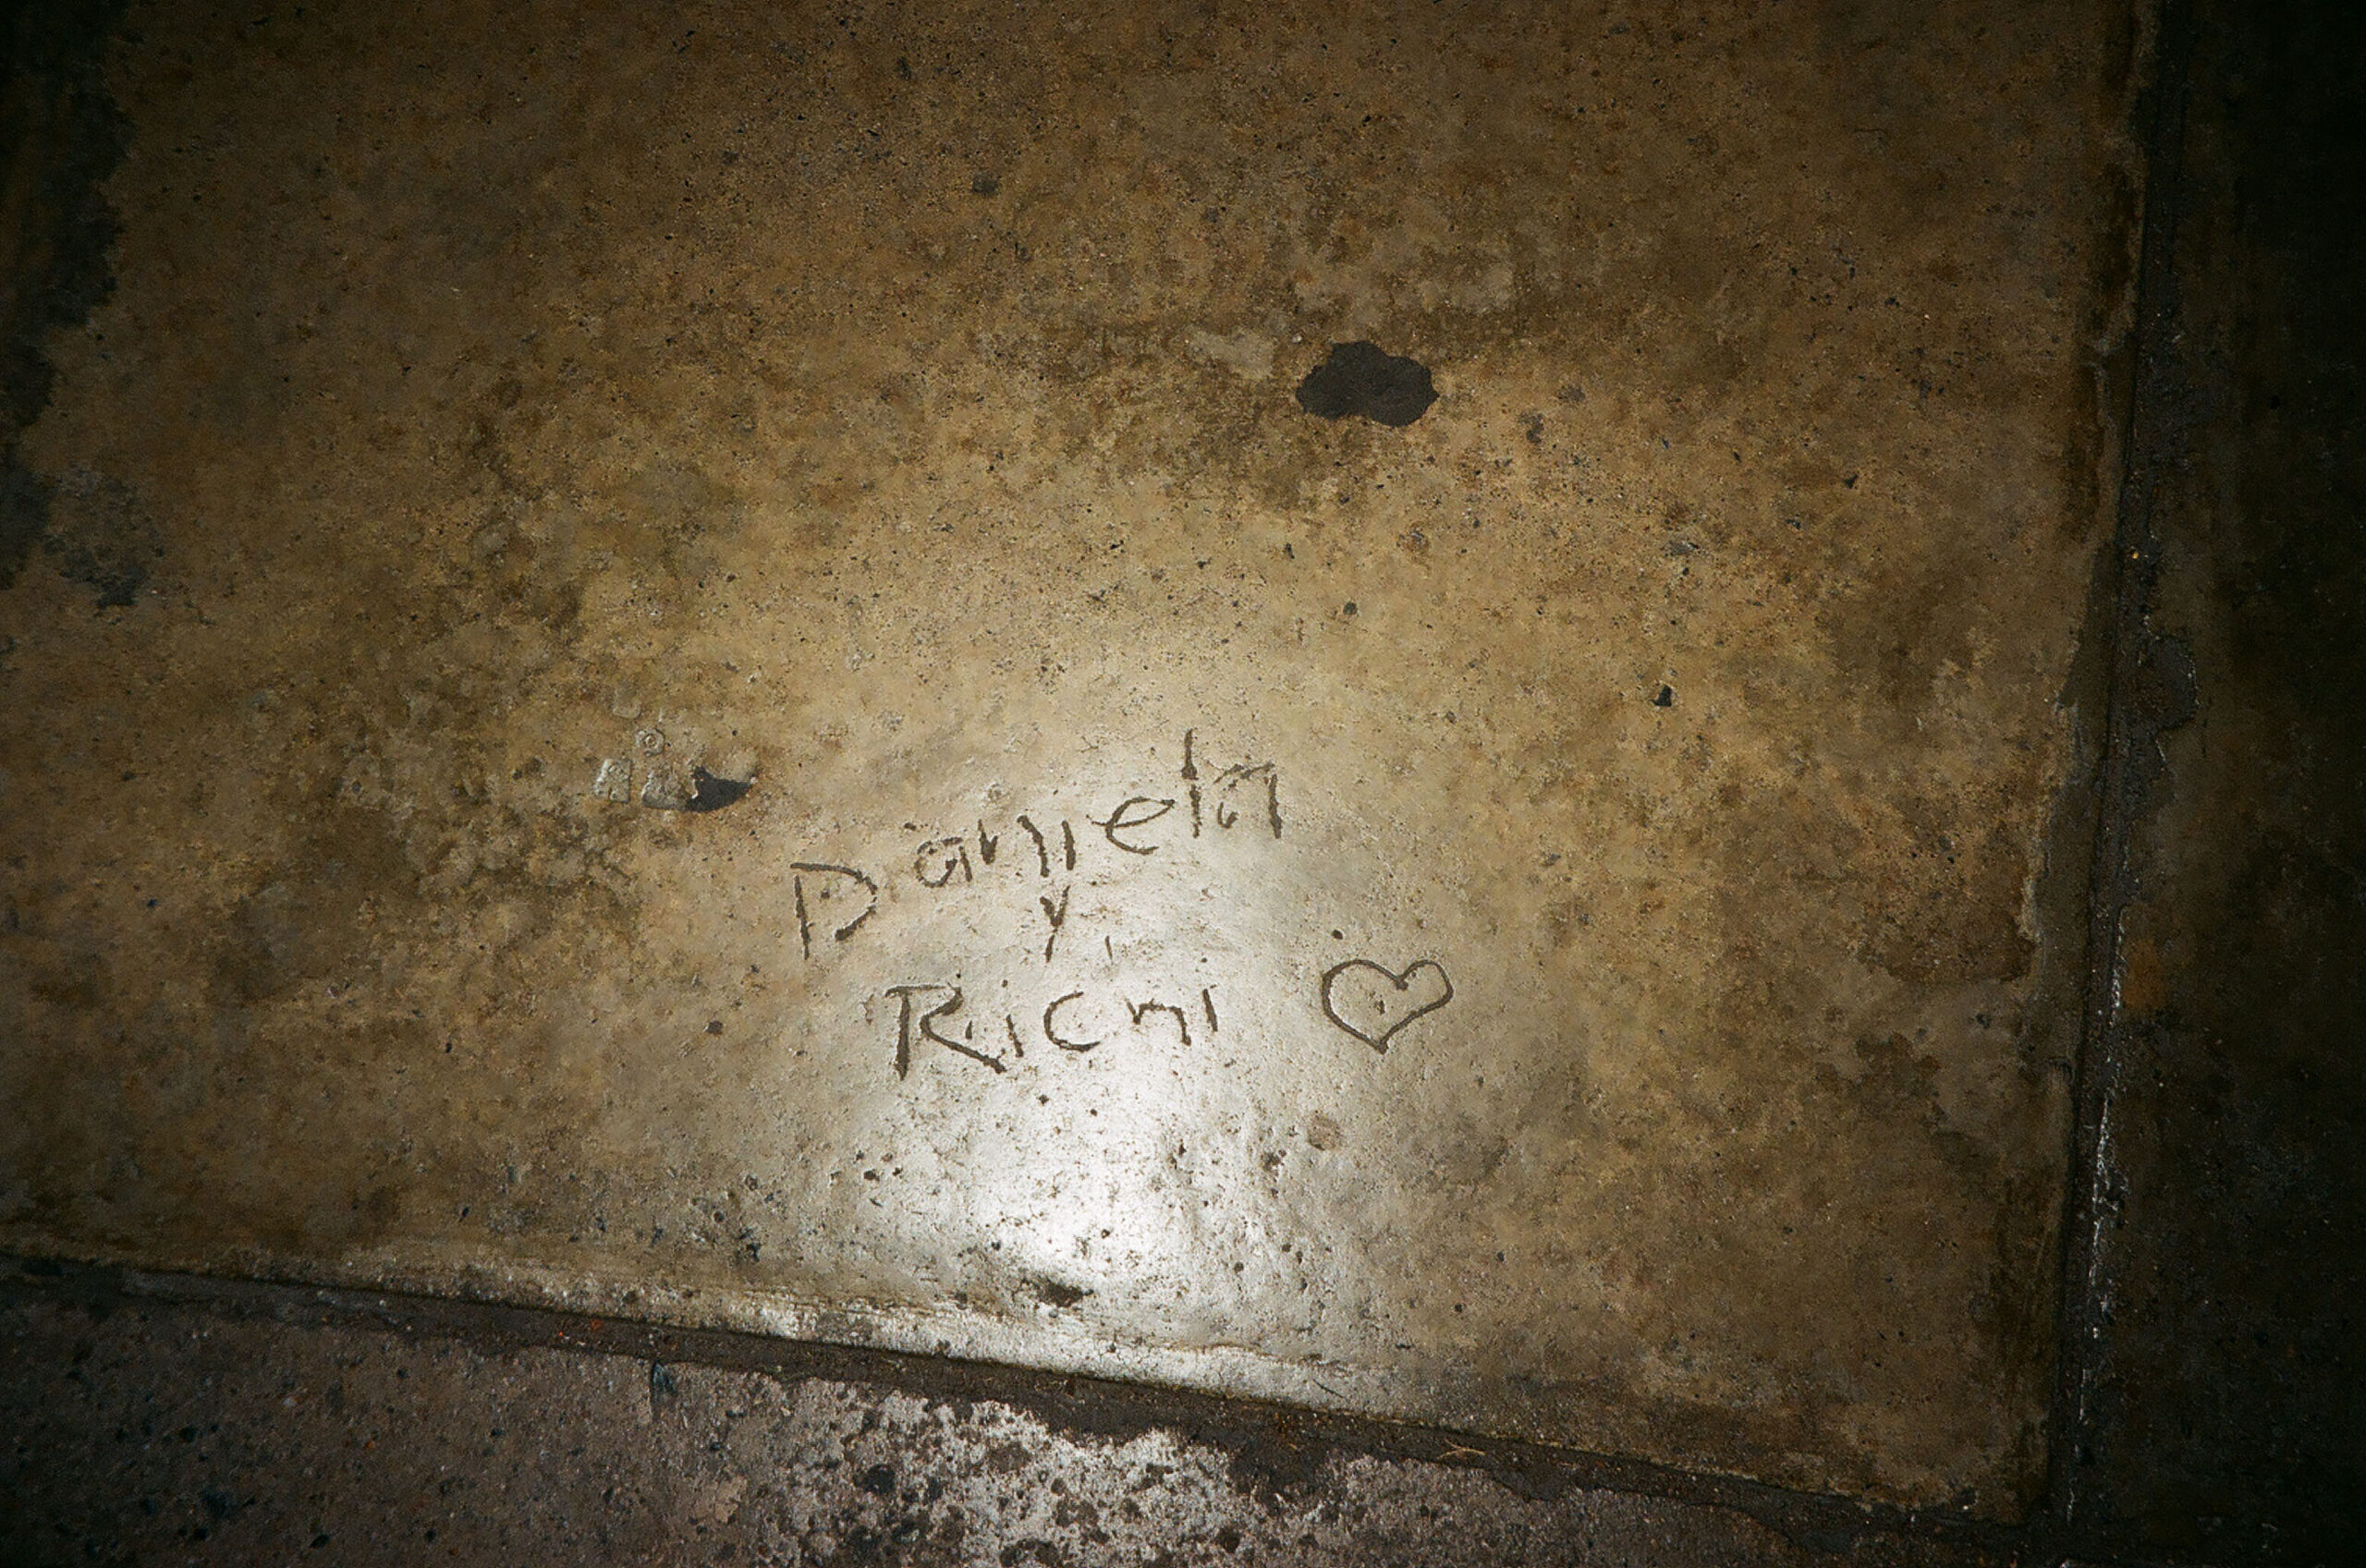 Daniela
y
Richi ♡